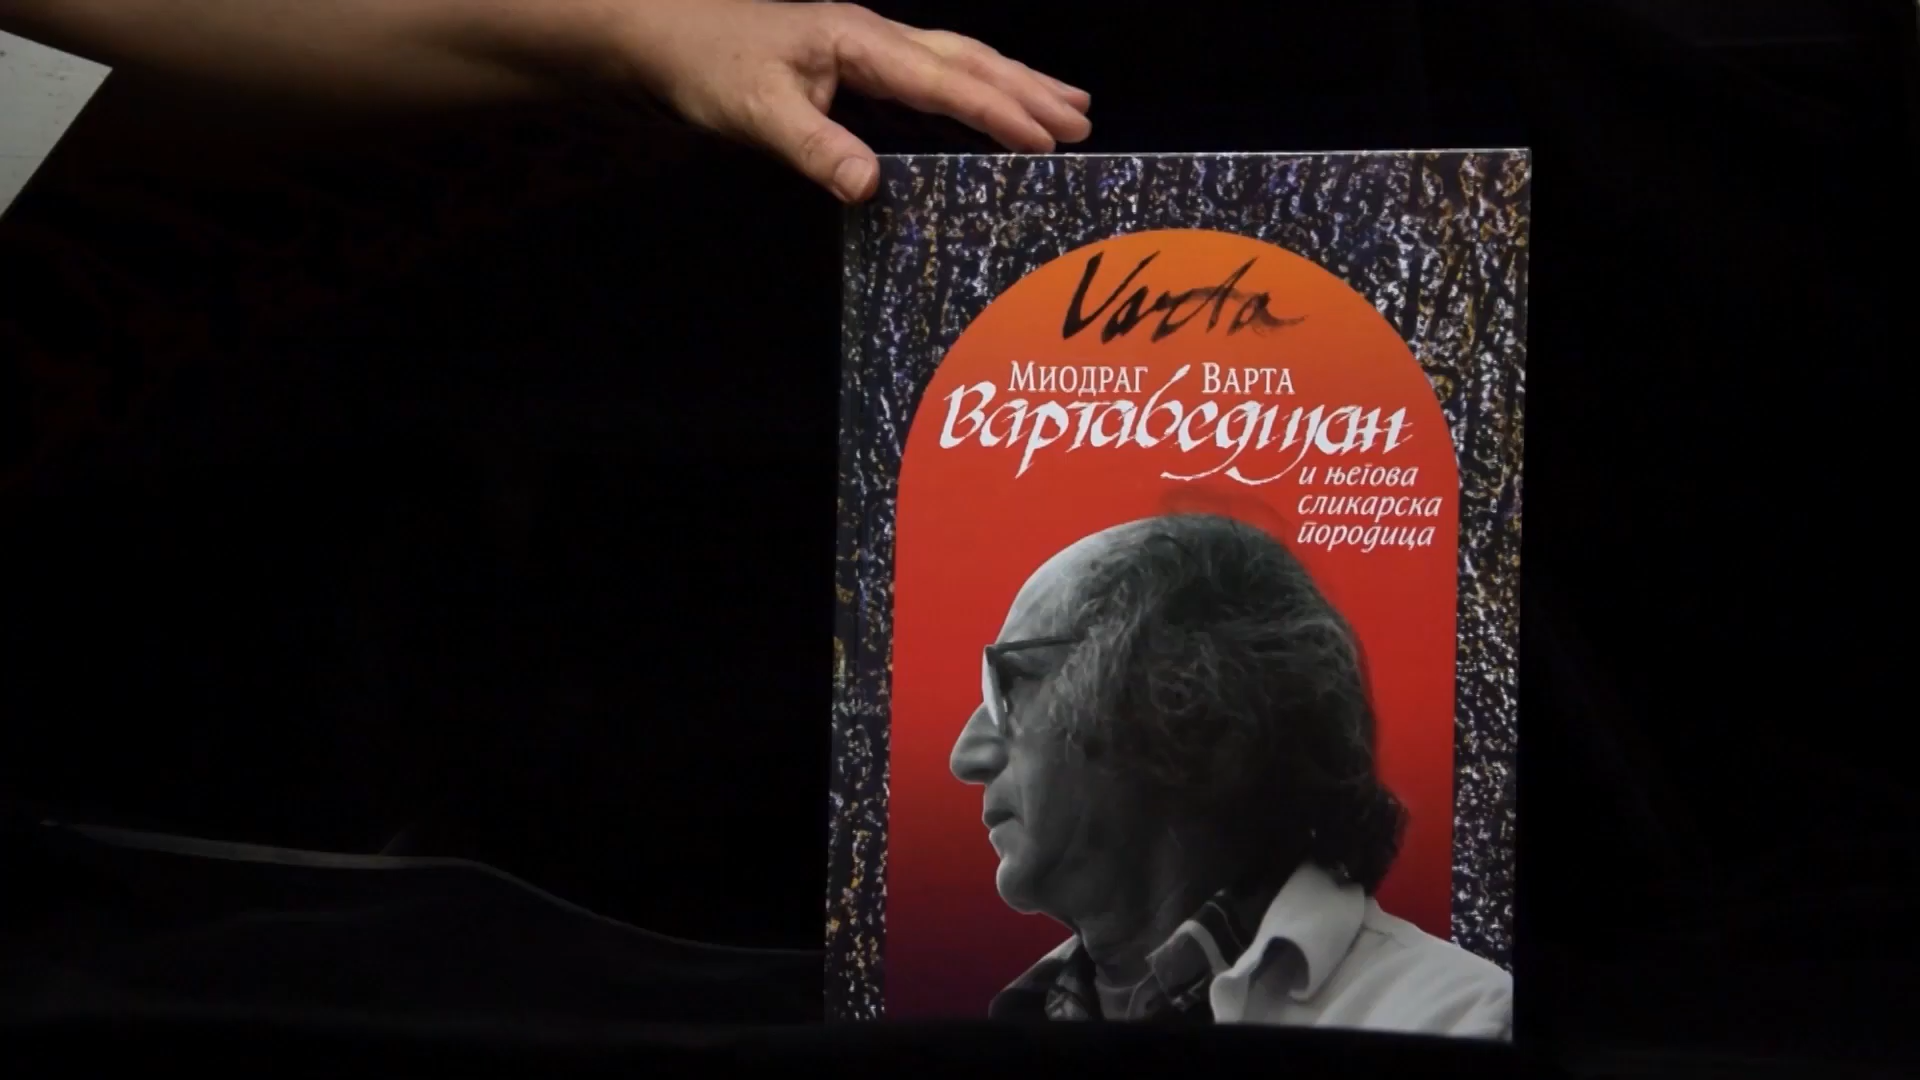 Varta
Миодраг Варта
Вартабедијан
и његова
сликарска
породица